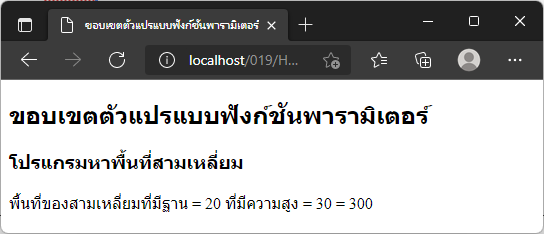 ขอบเขตตัวแปรแบบฟังก์ชันพารามิเตอร์
localhost/019/H...
ขอบเขตตัวแปรแบบฟังก์ชันพารามิเตอร์
โปรแกรมหาพื้นที่สามเหลี่ยม
พื้นที่ของสามเหลี่ยมที่มีฐาน = 20 ที่มีความสูง = 30 = 300